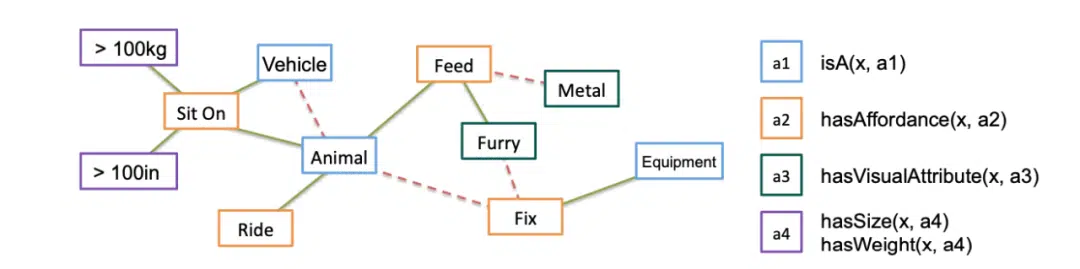 > 100kg
Vehicle
Feed
Metal
Sit On
Furry
Animal
Equipment
> 100in
Ride
Fix
a1 isA(x, a1)
a2 hasAffordance(x, a2)
a3 hasVisualAttribute(x, a3)
a4 hasSize(x, a4)
hasWeight(x, a4)